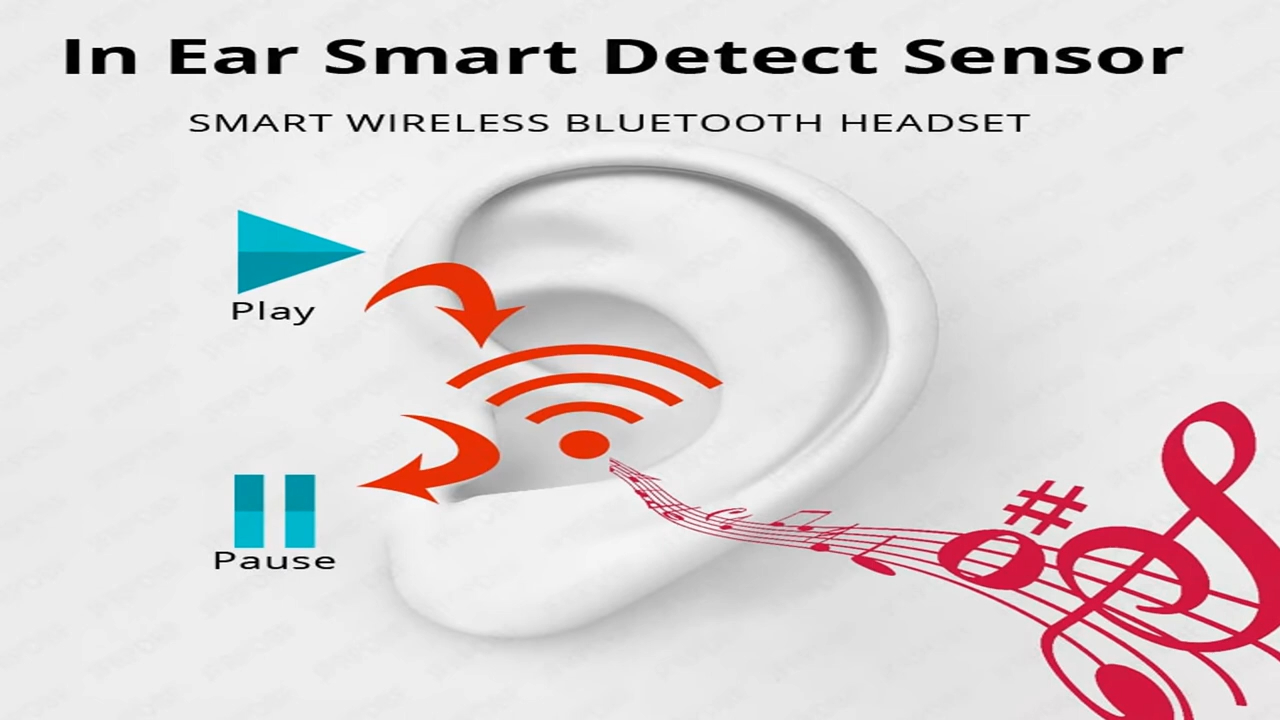 In Ear Smart Detect Sensor
SMART WIRELESS BLUETOOTH HEADSET
Play
Pause